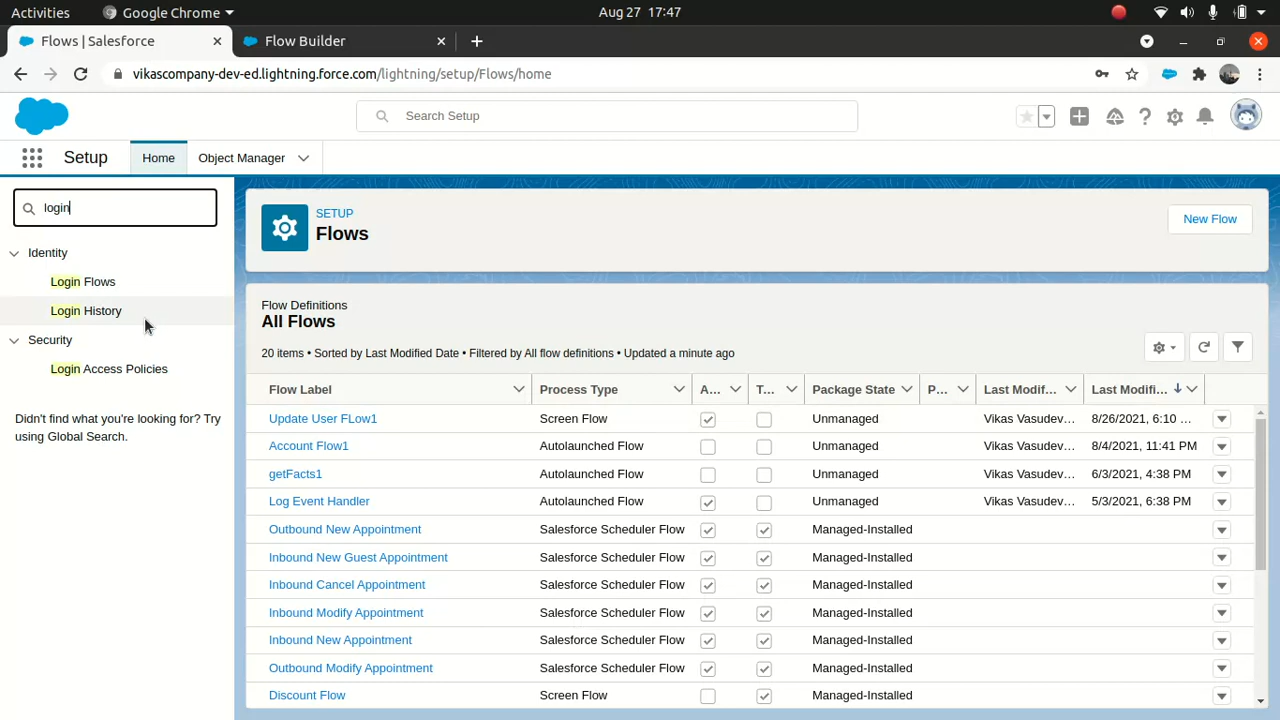 Activities
Google Chrome
Aug 27 17:47
Flows | Salesforce
Flow Builder
vikascompany-dev-ed.lightning.force.com/lightning/setup/Flows/home
Search Setup
Setup
Home
Object Manager
login
Identity
Login Flows
Login History
Security
Login Access Policies
Didn't find what you're looking for? Try
using Global Search.
SETUP
Flows
New Flow
Flow Definitions
All Flows
20 items • Sorted by Last Modified Date • Filtered by All flow definitions • Updated a minute ago
Flow Label Process Type A... T... Package State P... Last Modif... Last Modifi...
Update User FLow1 Screen Flow Unmanaged Vikas Vasudev... 8/26/2021, 6:10 ...
Account Flow1 Autolaunched Flow Unmanaged Vikas Vasudev... 8/4/2021, 11:41 PM
getFacts1 Autolaunched Flow Unmanaged Vikas Vasudev... 6/3/2021, 4:38 PM
Log Event Handler Autolaunched Flow Unmanaged Vikas Vasudev... 5/3/2021, 6:38 PM
Outbound New Appointment Salesforce Scheduler Flow Managed-Installed
Inbound New Guest Appointment Salesforce Scheduler Flow Managed-Installed
Inbound Cancel Appointment Salesforce Scheduler Flow Managed-Installed
Inbound Modify Appointment Salesforce Scheduler Flow Managed-Installed
Inbound New Appointment Salesforce Scheduler Flow Managed-Installed
Outbound Modify Appointment Salesforce Scheduler Flow Managed-Installed
Discount Flow Screen Flow Managed-Installed